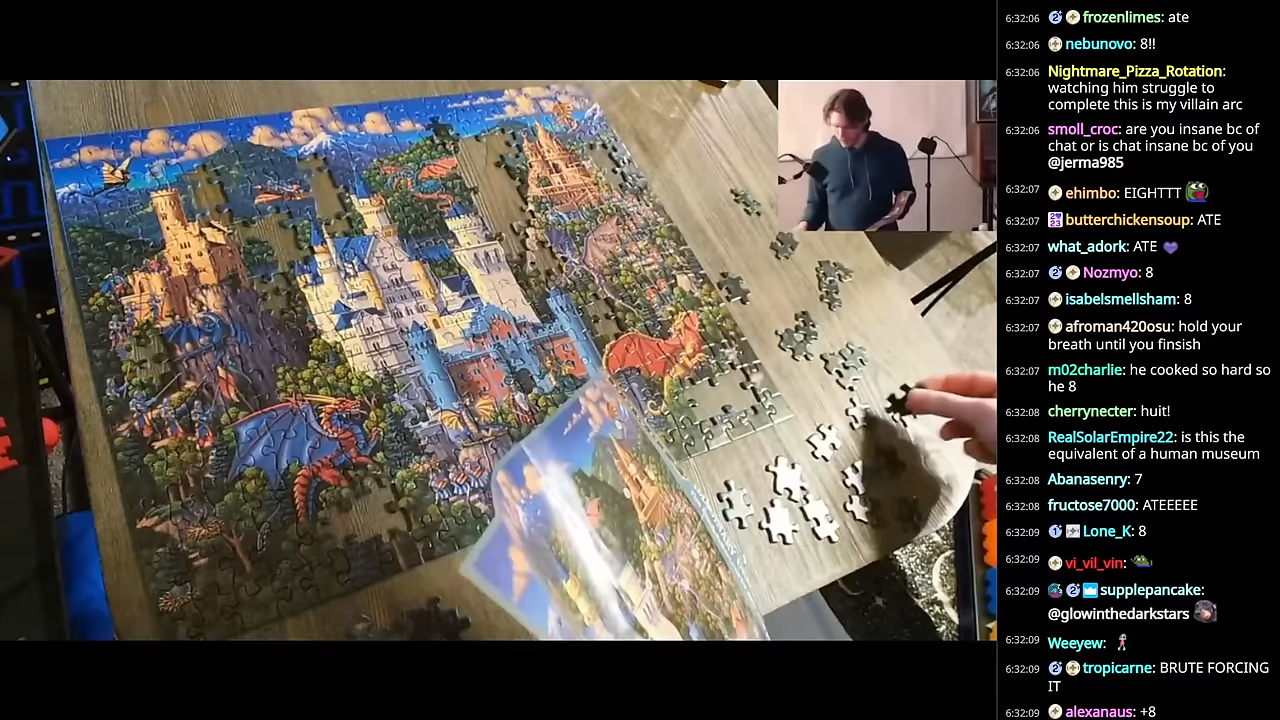 6:32:06 frozenlimes: ate
6:32:06 nebunovo: 8!!
6:32:06 Nightmare_Pizza_Rotation:
watching him struggle to
complete this is my villain arc
6:32:06 smoll_croc: are you insane bc of
chat or is chat insane bc of you
@jerma985
6:32:07 ehimbo: EIGHTTT
6:32:07 butterchickensoup: ATE
6:32:07 what_adork: ATE
6:32:07 Nozmyo: 8
6:32:07 isabelsmellsham: 8
6:32:07 afroman420osu: hold your
breath until you finsish
6:32:07 m02charlie: he cooked so hard so
he 8
6:32:08 cherrynecter: huit!
6:32:08 RealSolarEmpire22: is this the
equivalent of a human museum
6:32:08 Abanasenry: 7
6:32:08 fructose7000: ATEEEEE
6:32:09 Lone_K: 8
6:32:09 vi_vil_vin:
6:32:09 supplepancake:
@glowinthedarkstars
6:32:09 Weeyew:
6:32:09 tropicarne: BRUTE FORCING
IT
6:32:09 alexanaus: +8